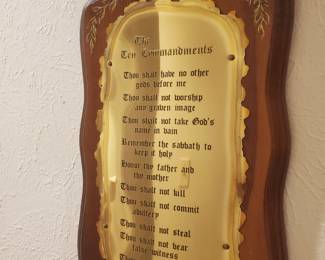 The
Ten Commandments
Thou shalt have no other
gods before me
Thou shalt not worship
any graven image
Thou shalt not take God's
name in vain
Remember the sabbath to
keep it holy
Honor thy father and
thy mother
Thou shalt not kill
Thou shalt not commit
adultery
Thou shalt not steal
Thou shalt not bear
false witness